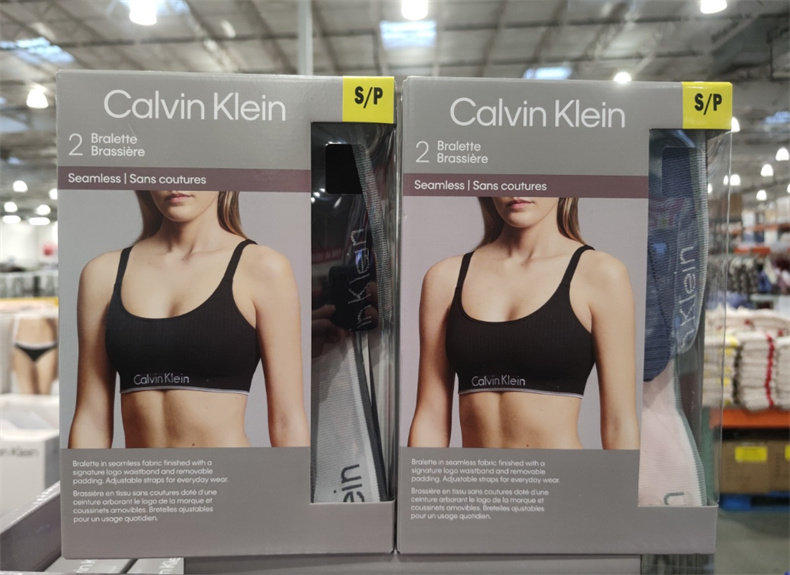 Calvin Klein
S/P
2 Bralette
Brassière
Seamless | Sans coutures
Calvin Klein
Bralette in seamless fabric finished with a
signature logo waistband and removable
padding. Adjustable straps for everyday wear.
Brassière en tissu sans coutures doté d'une
ceinture arborant le logo de la marque et
coussinets amovibles. Bretelles ajustables
pour un usage quotidien.
in Klein
ein
Calvin Klein
S/P
2 Bralette
Brassière
Seamless | Sans coutures
Calvin Klein
Bralette in seamless fabric finished with a
signature logo waistband and removable
padding. Adjustable straps for everyday wear.
Brassière en tissu sans coutures doté d'une
ceinture arborant le logo de la marque et
coussinets amovibles. Bretelles ajustables
pour un usage quotidien.
Klein
n Klein